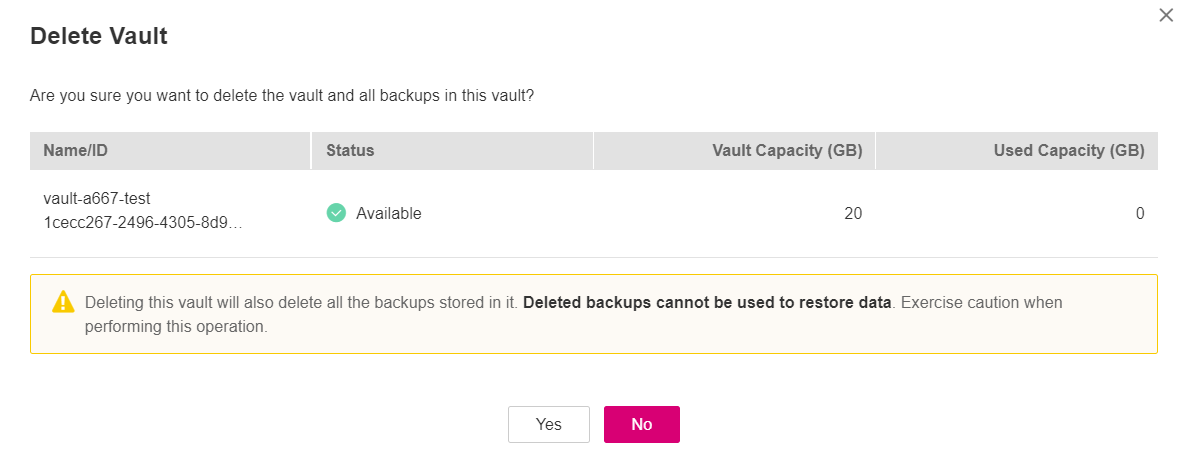 Delete Vault
Are you sure you want to delete the vault and all backups in this vault?
Name/ID Status Vault Capacity (GB) Used Capacity (GB)
vault-a667-test
1cecc267-2496-4305-8d9...
Available 20 0
Deleting this vault will also delete all the backups stored in it. Deleted backups cannot be used to restore data. Exercise caution when
performing this operation.
Yes No